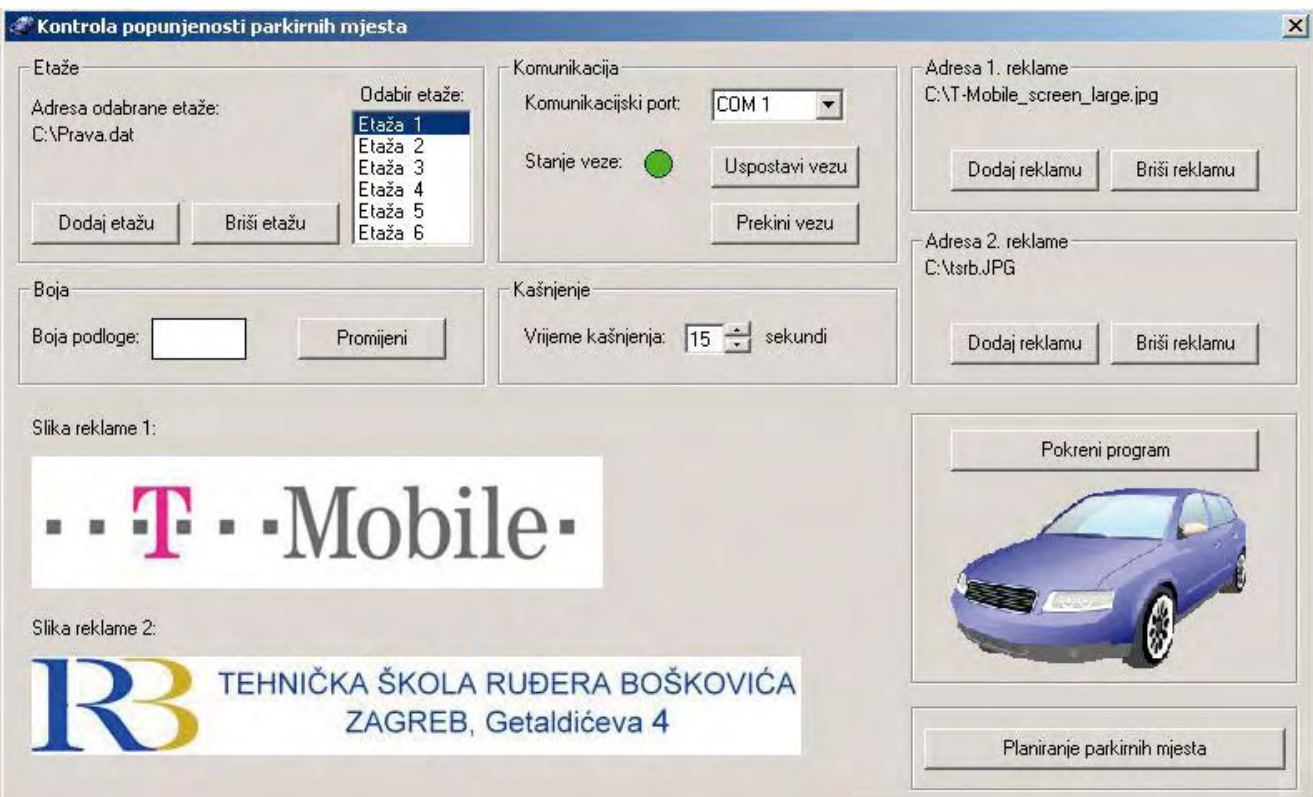 Kontrola popunjenosti parkirnih mjesta
Etaže
Adresa odabrane etaže:
C:\Prava.dat
Odabir etaže:
Etaža 1
Etaža 2
Etaža 3
Etaža 4
Etaža 5
Etaža 6
Dodaj etažu
Briši etažu
Komunikacija
Komunikacijski port:
COM 1
Stanje veze:
Uspostavi vezu
Prekini vezu
Adresa 1. reklame
C:\T-Mobile_screen_large.jpg
Dodaj reklamu
Briši reklamu
Adresa 2. reklame
C:\tsrb.JPG
Dodaj reklamu
Briši reklamu
Boja
Boja podloge:
Promijeni
Kašnjenje
Vrijeme kašnjenja:
15
sekundi
Slika reklame 1:
T Mobile
Slika reklame 2:
RB
TEHNIČKA ŠKOLA RUĐERA BOŠKOVIĆA
ZAGREB, Getaldićeva 4
Pokreni program
Planiranje parkirnih mjesta